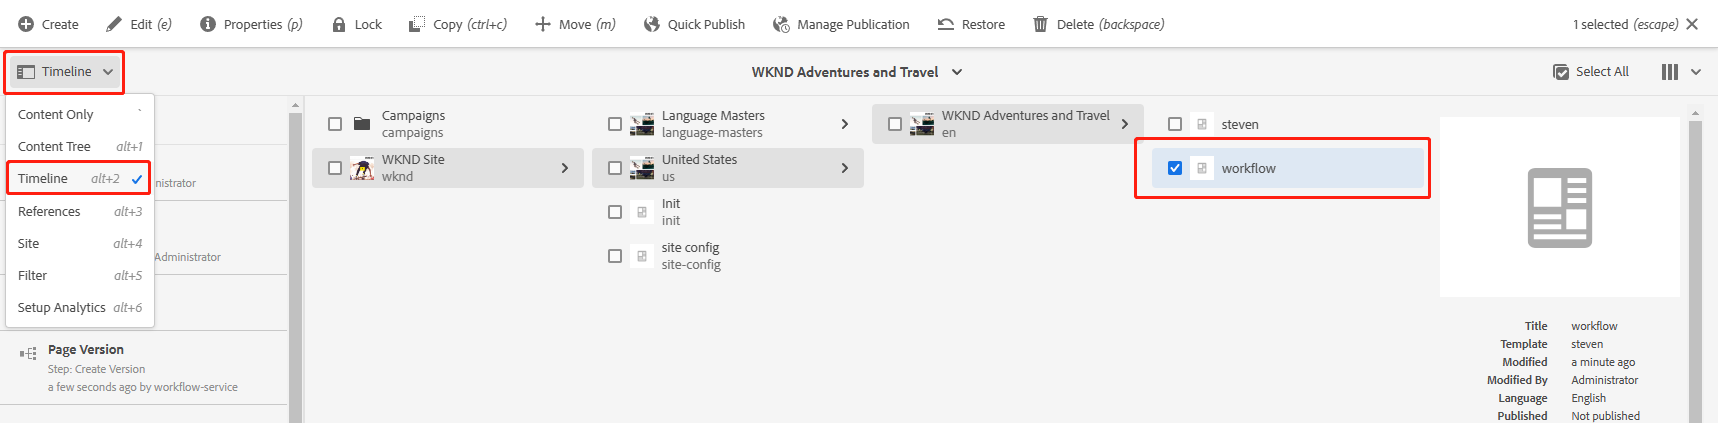 Create
Edit (e)
Properties (p)
Lock
Copy (ctrl+c)
Move (m)
Quick Publish
Manage Publication
Restore
Delete (backspace)
1 selected (escape)
Timeline
WKND Adventures and Travel
Select All
Content Only `
Content Tree alt+1
Timeline alt+2
References alt+3
Site alt+4
Filter alt+5
Setup Analytics alt+6
nistrator
Administrator
Page Version
Step: Create Version
a few seconds ago by workflow-service
Campaigns
campaigns
WKND Site
wknd
Language Masters
language-masters
United States
us
Init
init
site config
site-config
WKND Adventures and Travel
en
steven
workflow
Title workflow
Template steven
Modified a minute ago
Modified By Administrator
Language English
Published Not published